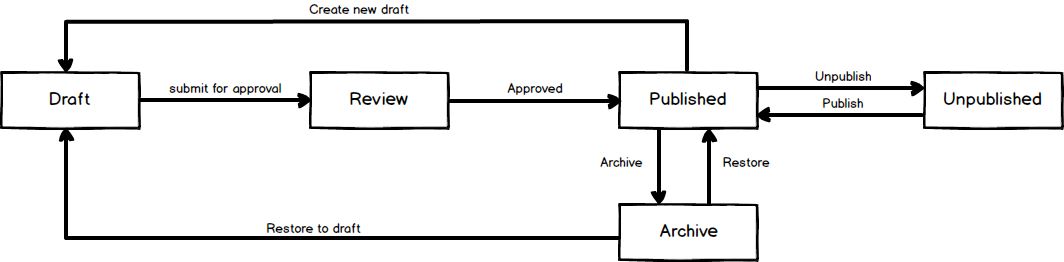 Create new draft
Draft
submit for approval
Review
Approved
Published
Unpublish
Publish
Unpublished
Archive
Restore
Archive
Restore to draft